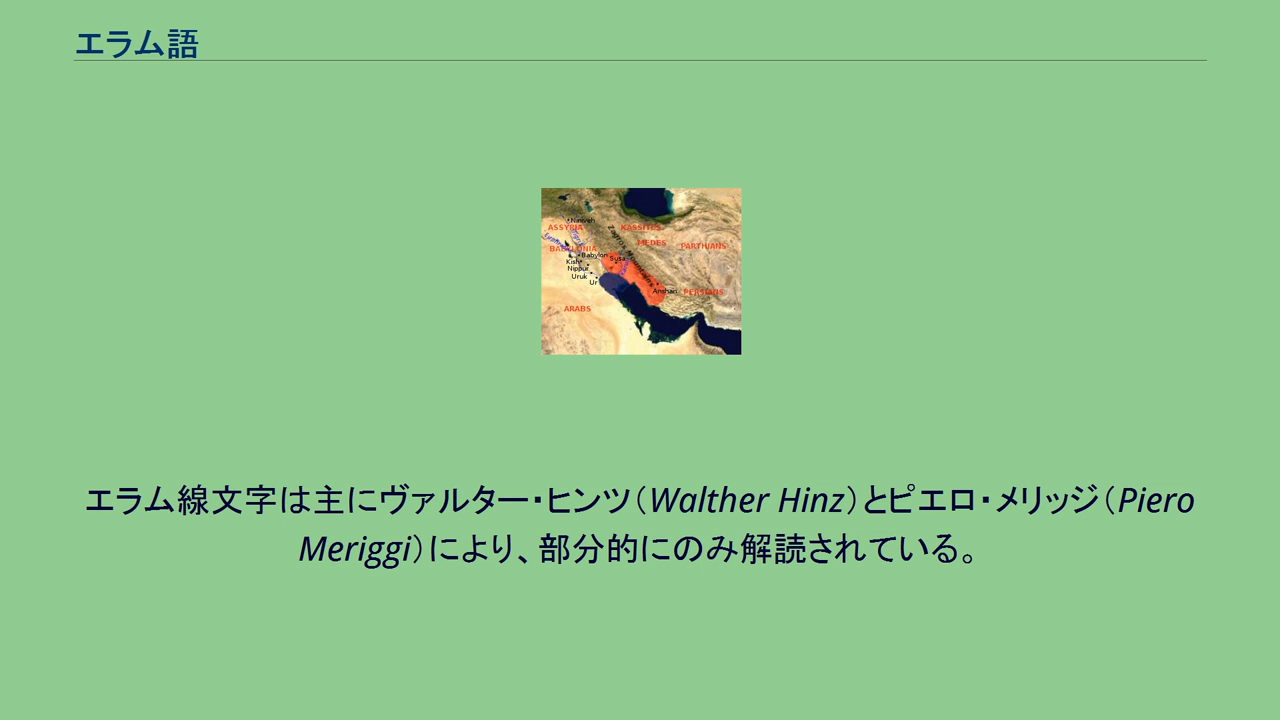 エラム語
Niniveh
ASSYRIA
KASSITES
Zagros Mountains
MEDES
PARTHIANS
BABYLONIA
Babylon
Susa
Kish
Nippur
Uruk
Ur
Anshan
PERSIANS
ARABS
エラム線文字は主にヴァルター・ヒンツ（Walther Hinz）とピエロ・メリッジ（Piero
Meriggi）により、部分的にのみ解読されている。